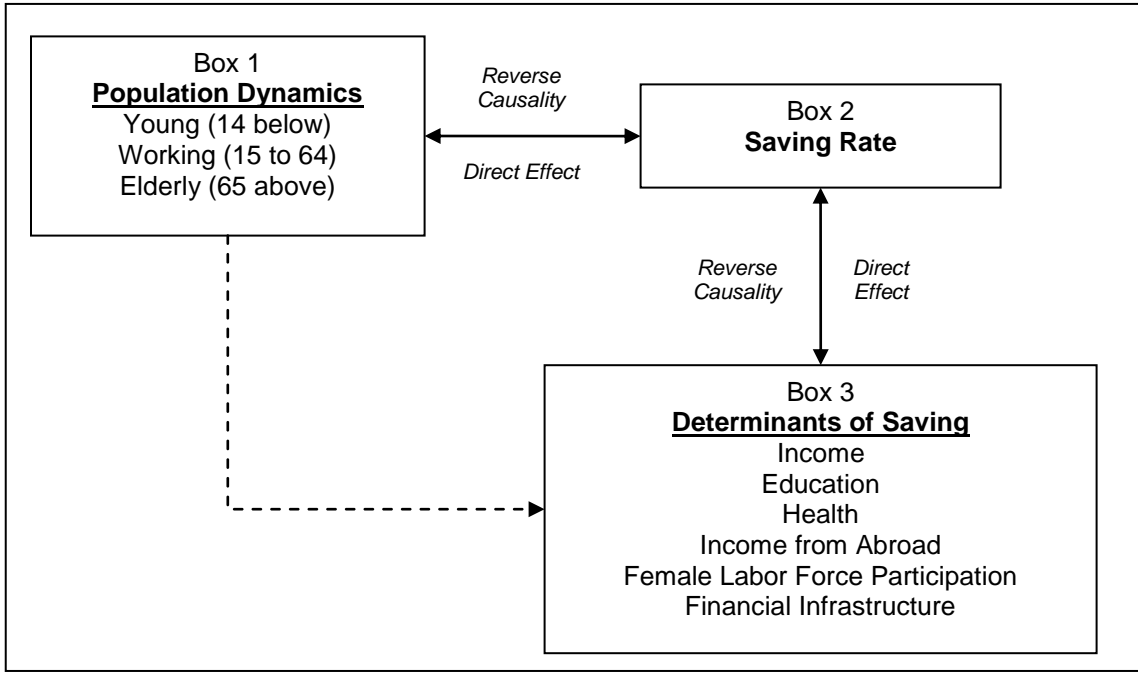 Box 1
Population Dynamics
Young (14 below)
Working (15 to 64)
Elderly (65 above)
Reverse
Causality
Direct Effect
Box 2
Saving Rate
Reverse
Causality
Direct
Effect
Box 3
Determinants of Saving
Income
Education
Health
Income from Abroad
Female Labor Force Participation
Financial Infrastructure